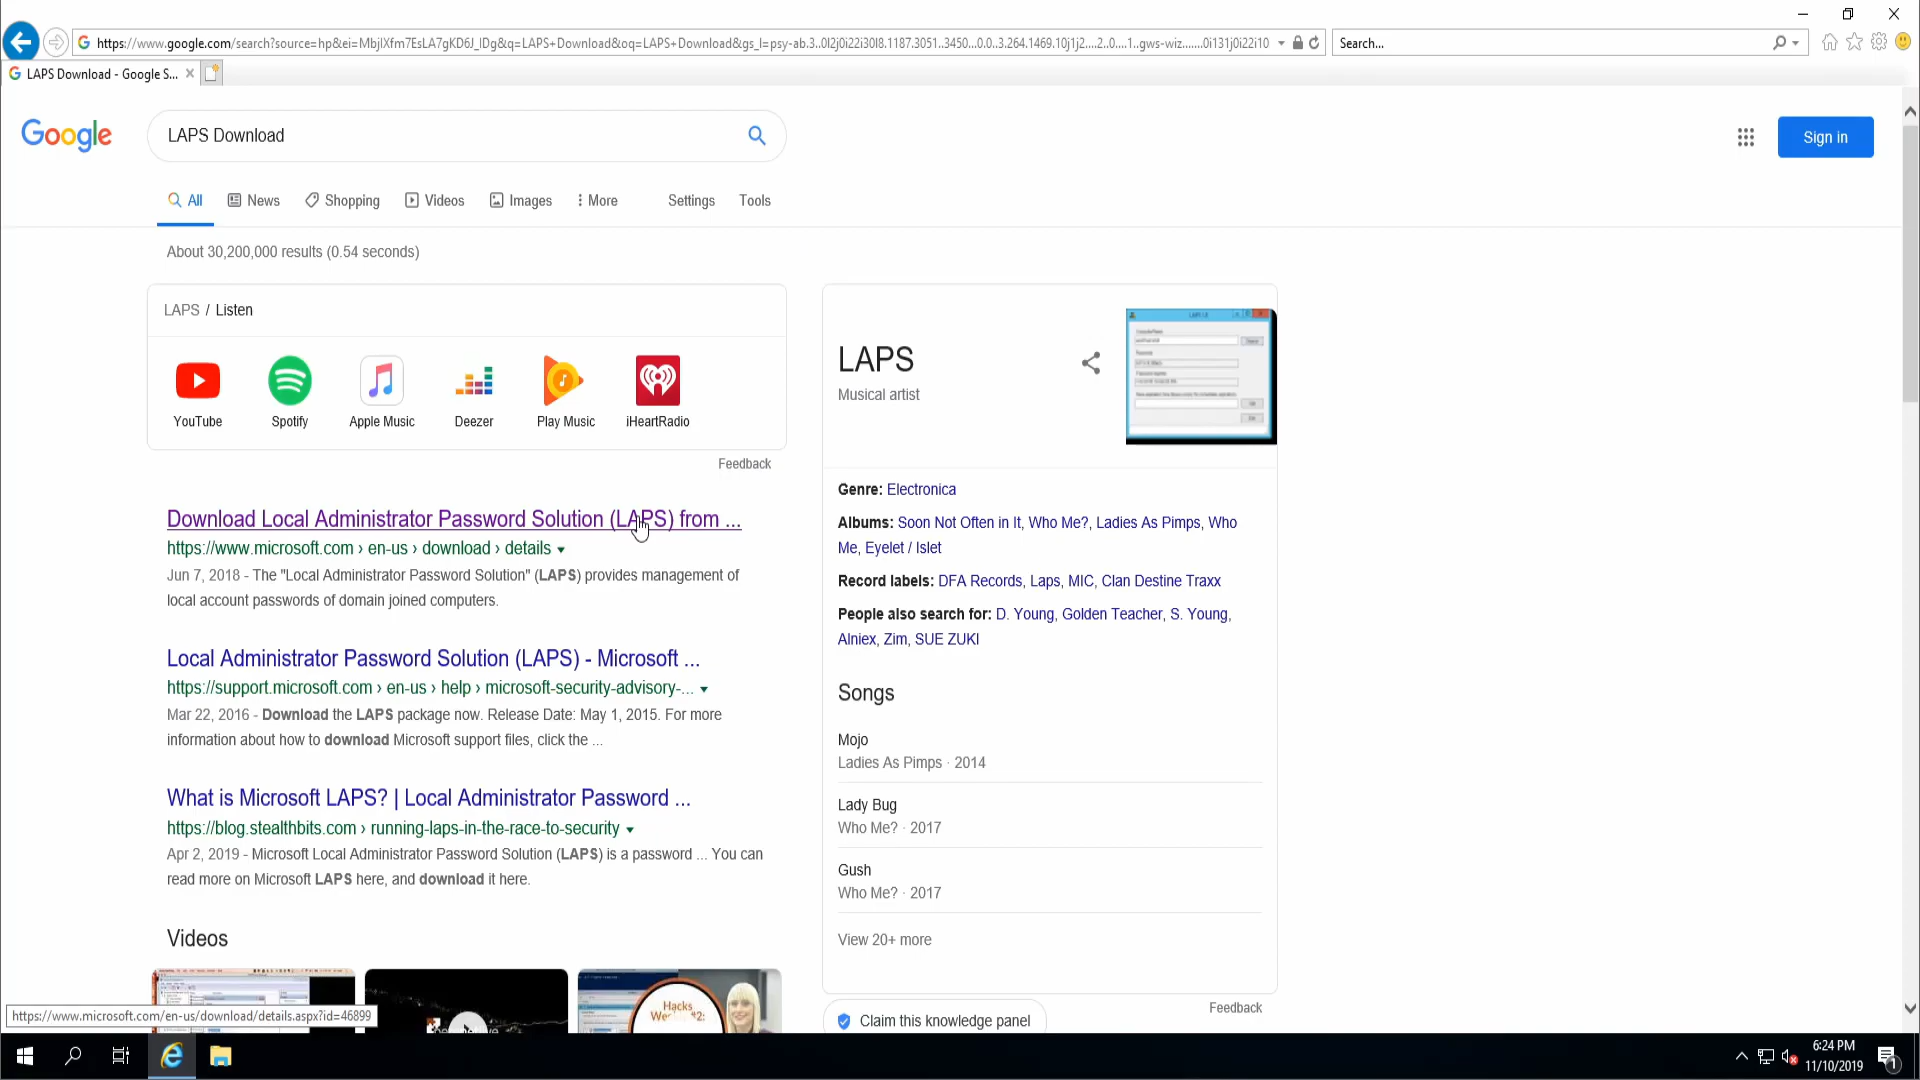 https://www.google.com/search?source=hp&ei=MbjIXfm7EsLA7gKD6J_IDg&q=LAPS+Download&oq=LAPS+Download&gs_l=psy-ab.3..0l2j0i22i30l8.1187.3051..3450...0.0..3.264.1469.10j1j2....2..0....1..gws-wiz.......0i131j0i22i10
Search...
LAPS Download - Google S...
Google
LAPS Download
Sign in
All
News
Shopping
Videos
Images
More
Settings
Tools
About 30,200,000 results (0.54 seconds)
LAPS / Listen
YouTube
Spotify
Apple Music
Deezer
Play Music
iHeartRadio
Feedback
Download Local Administrator Password Solution (LAPS) from ...
https://www.microsoft.com › en-us › download › details
Jun 7, 2018 - The "Local Administrator Password Solution" (LAPS) provides management of
local account passwords of domain joined computers.
Local Administrator Password Solution (LAPS) - Microsoft ...
https://support.microsoft.com › en-us › help › microsoft-security-advisory-...
Mar 22, 2016 - Download the LAPS package now. Release Date: May 1, 2015. For more
information about how to download Microsoft support files, click the ...
What is Microsoft LAPS? | Local Administrator Password ...
https://blog.stealthbits.com › running-laps-in-the-race-to-security
Apr 2, 2019 - Microsoft Local Administrator Password Solution (LAPS) is a password ... You can
read more on Microsoft LAPS here, and download it here.
Videos
Hacks
https://www.microsoft.com/en-us/download/details.aspx?id=46899
LAPS
Musical artist
Genre: Electronica
Albums: Soon Not Often in It, Who Me?, Ladies As Pimps, Who
Me, Eyelet / Islet
Record labels: DFA Records, Laps, MIC, Clan Destine Traxx
People also search for: D. Young, Golden Teacher, S. Young,
Alniex, Zim, SUE ZUKI
Songs
Mojo
Ladies As Pimps · 2014
Lady Bug
Who Me? · 2017
Gush
Who Me? · 2017
View 20+ more
Feedback
Claim this knowledge panel
6:24 PM
11/10/2019
1